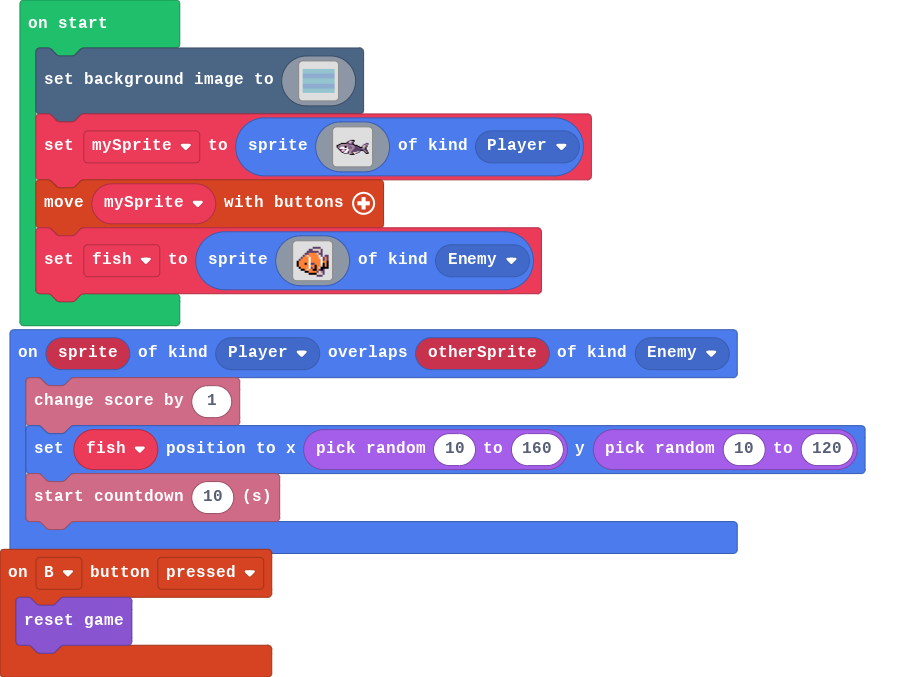 on start
set background image to
set mySprite to sprite of kind Player
move mySprite with buttons
set fish to sprite of kind Enemy
on sprite of kind Player overlaps otherSprite of kind Enemy
change score by 1
set fish position to x pick random 10 to 160 y pick random 10 to 120
start countdown 10 (s)
on B button pressed
reset game